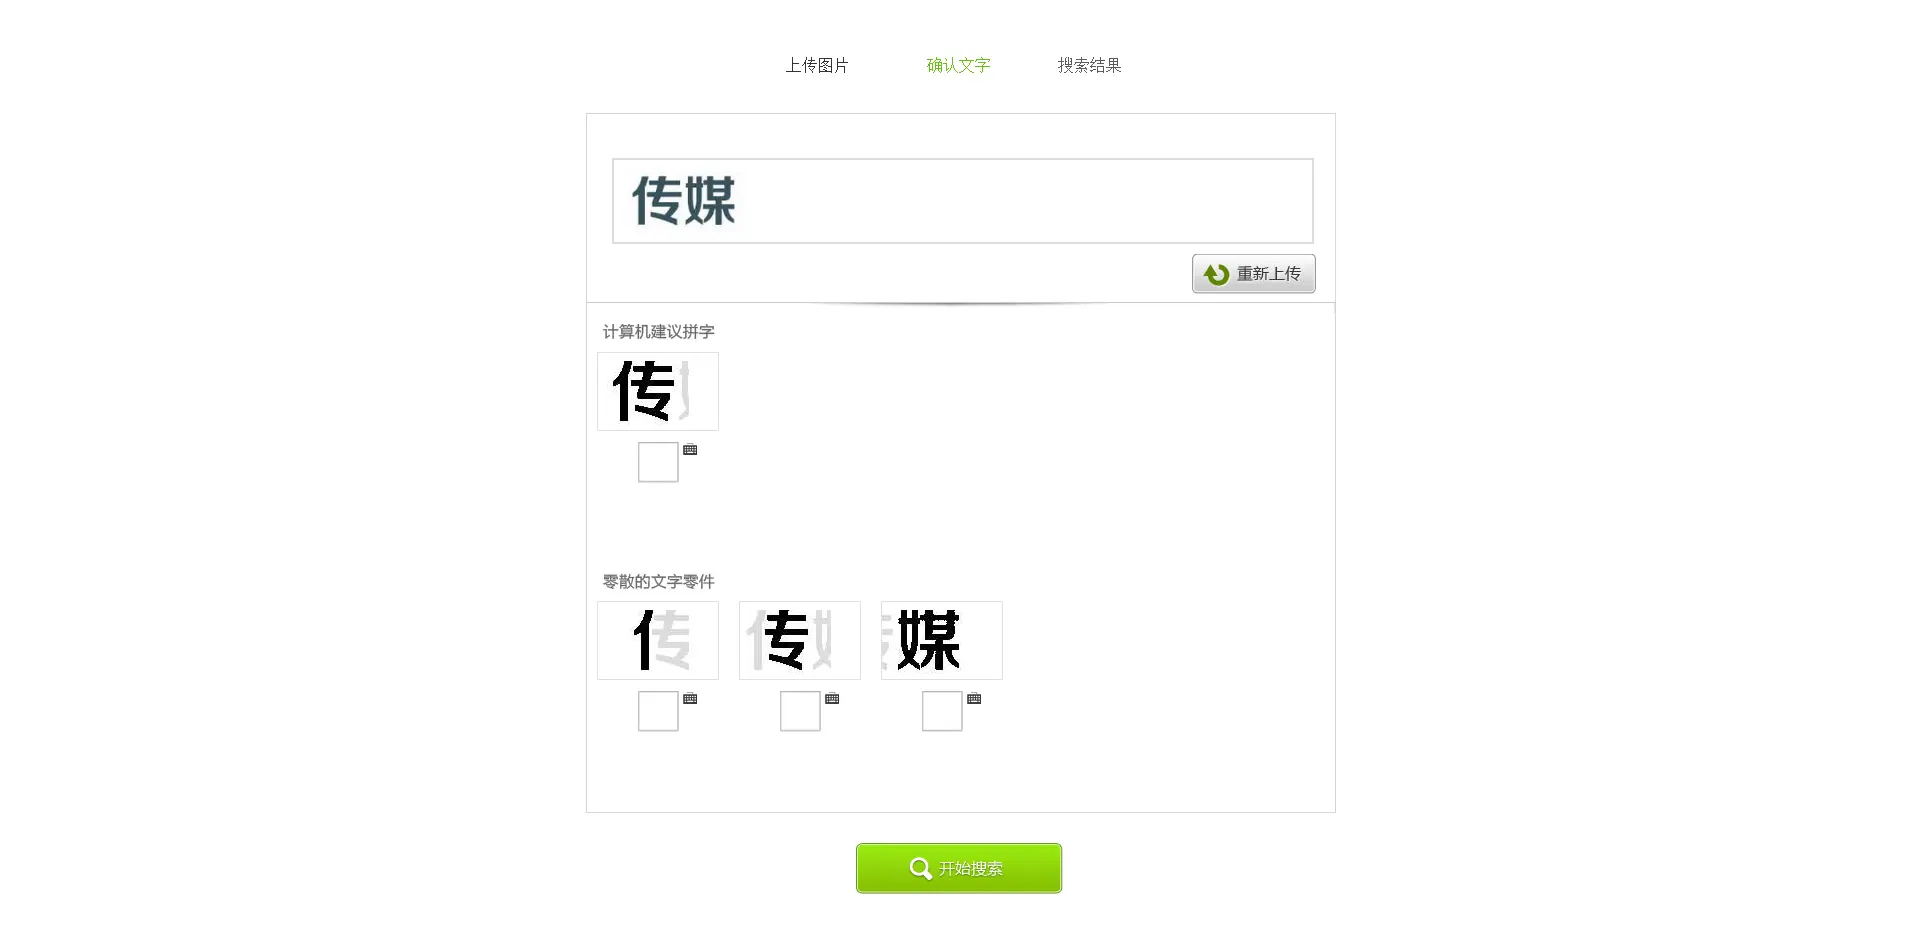 上传图片 确认文字 搜索结果
传媒
重新上传
计算机建议拼字
传
零散的文字零件
亻 专 媒
开始搜索